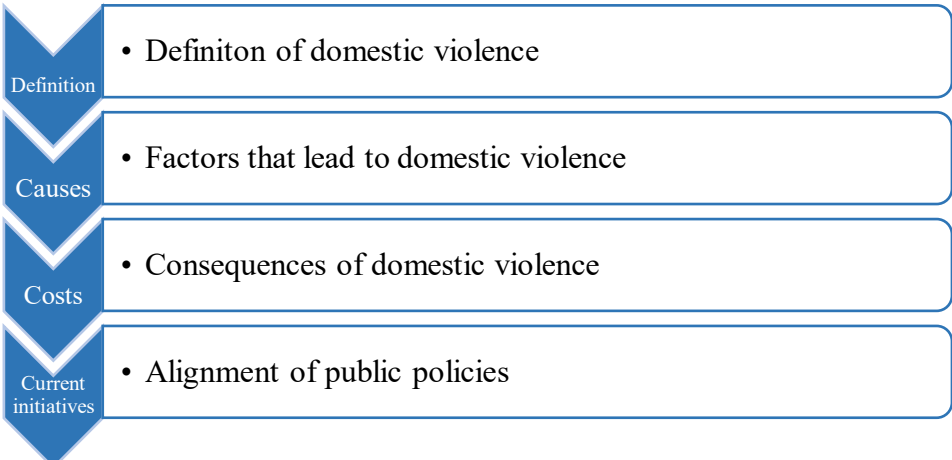 Definition
• Definiton of domestic violence
Causes
• Factors that lead to domestic violence
Costs
• Consequences of domestic violence
Current
initiatives
• Alignment of public policies